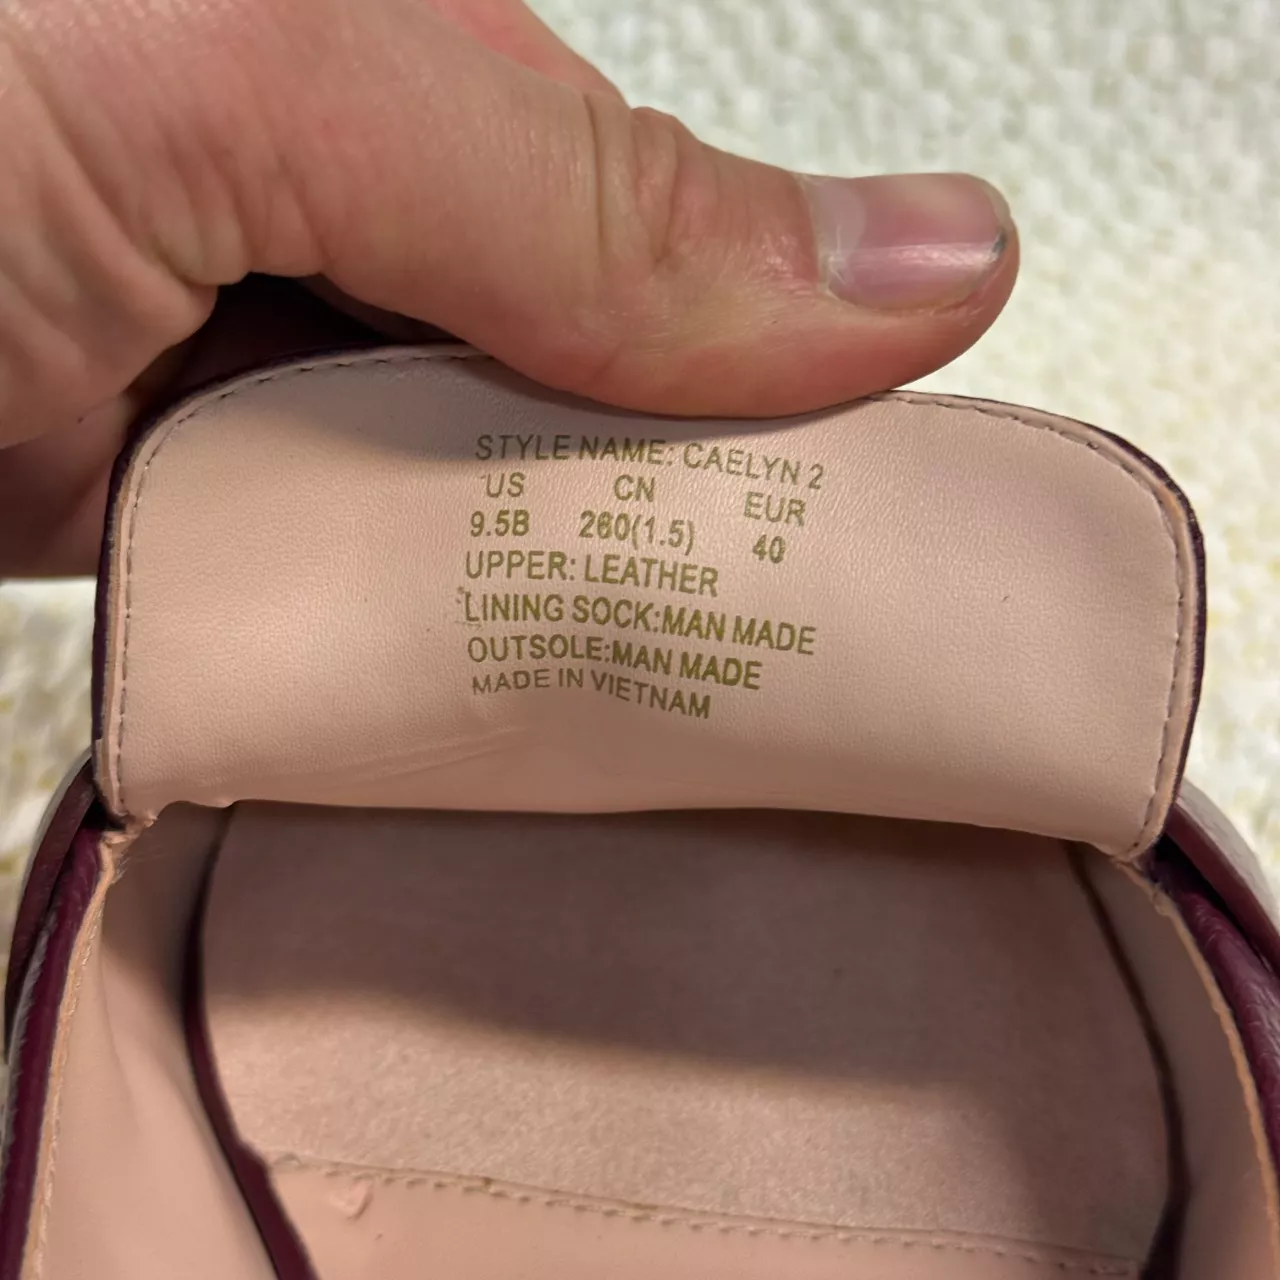 STYLE NAME: CAELYN 2
US CN EUR
9.5B 260(1.5) 40
UPPER: LEATHER
LINING SOCK:MAN MADE
OUTSOLE:MAN MADE
MADE IN VIETNAM